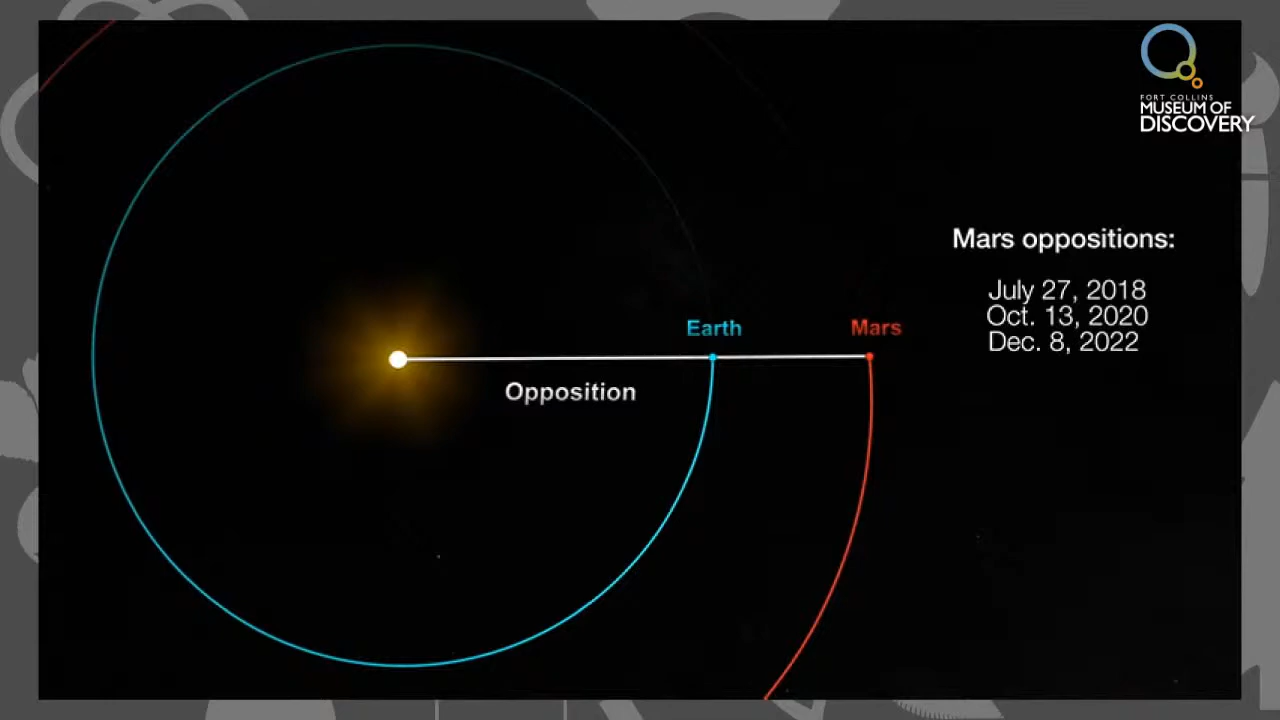 FORT COLLINS
MUSEUM OF
DISCOVERY
Mars oppositions:
July 27, 2018
Oct. 13, 2020
Dec. 8, 2022
Earth
Mars
Opposition